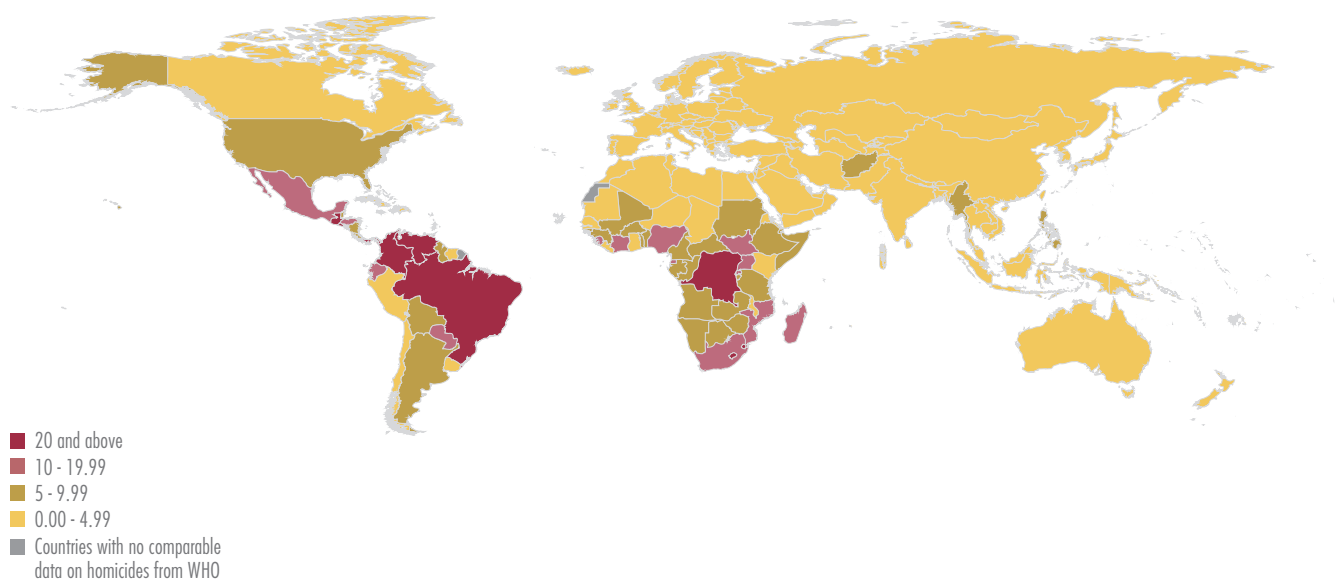 20 and above
10 - 19.99
5 - 9.99
0.00 - 4.99
Countries with no comparable
data on homicides from WHO